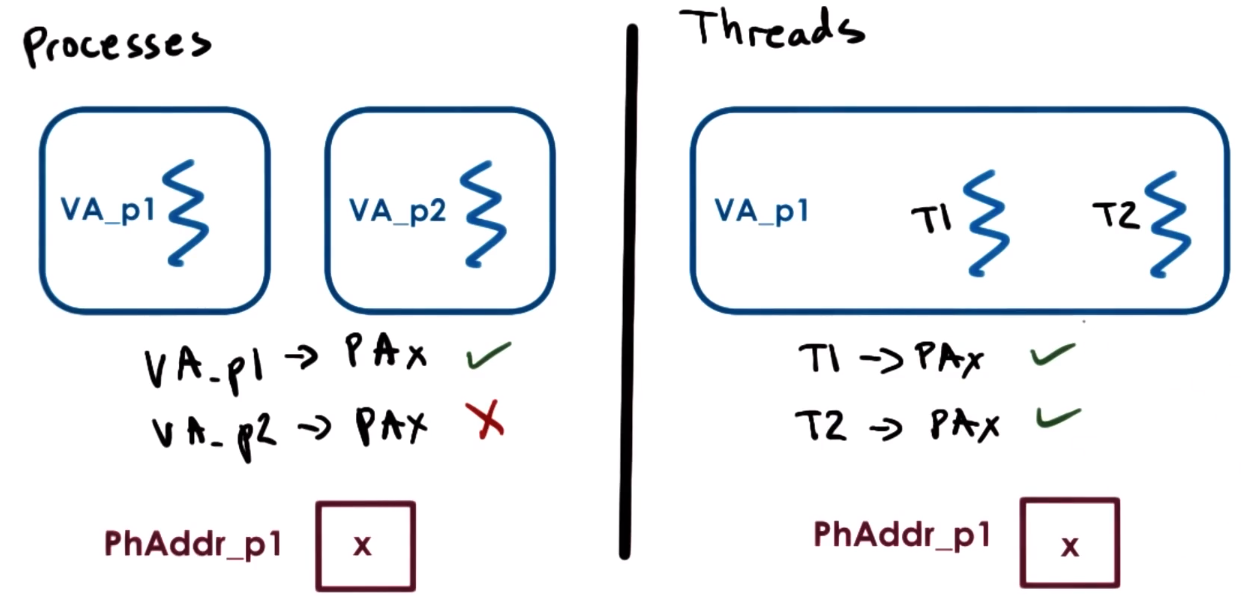 Processes
VA_p1
VA_p2
VA_p1 → PAx ✓
VA_p2 → PAx X
PhAddr_p1
x
Threads
VA_p1
T1
T2
T1 → PAx ✓
T2 → PAx ✓
PhAddr_p1
x